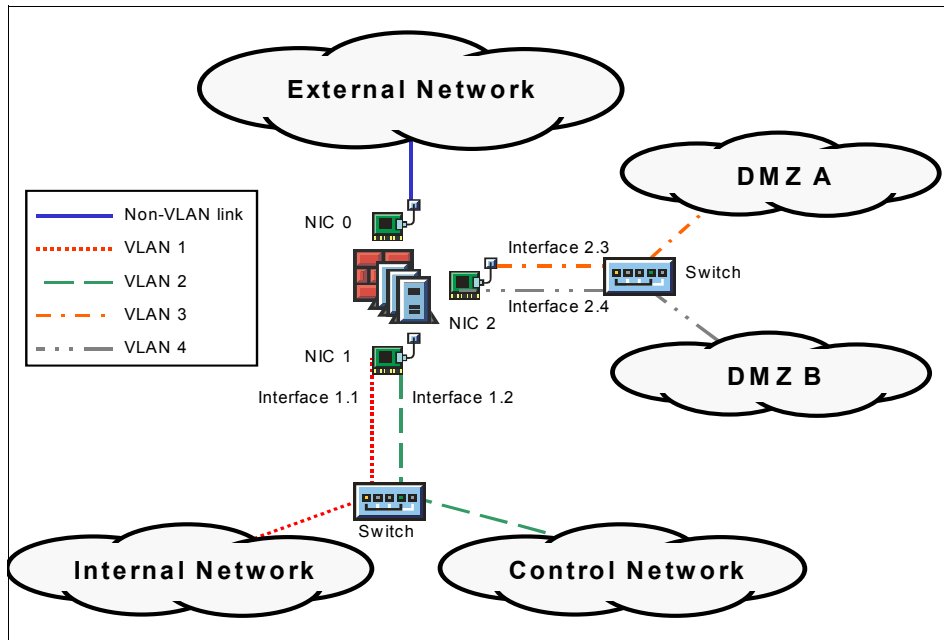 External Network
DMZ A
Non-VLAN link
VLAN 1
VLAN 2
VLAN 3
VLAN 4
NIC 0
Interface 2.3
Switch
Interface 2.4
NIC 2
NIC 1
DMZ B
Interface 1.1
Interface 1.2
Switch
Internal Network
Control Network